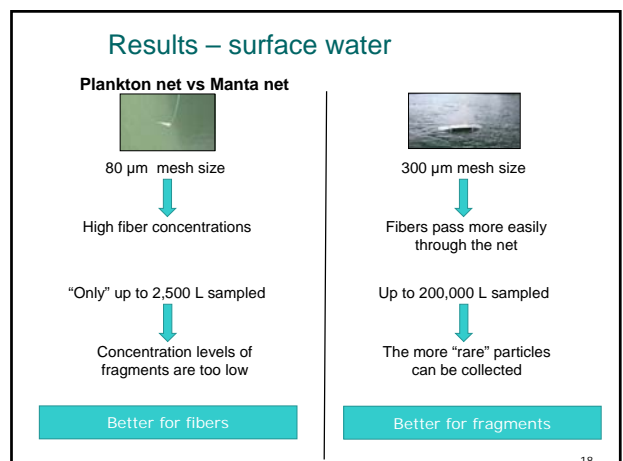 Results – surface water
Plankton net vs Manta net
80 µm mesh size
High fiber concentrations
“Only” up to 2,500 L sampled
Concentration levels of
fragments are too low
Better for fibers
300 µm mesh size
Fibers pass more easily
through the net
Up to 200,000 L sampled
The more “rare” particles
can be collected
Better for fragments
18